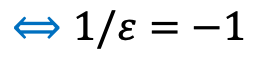 ⇔ 1/ε = −1